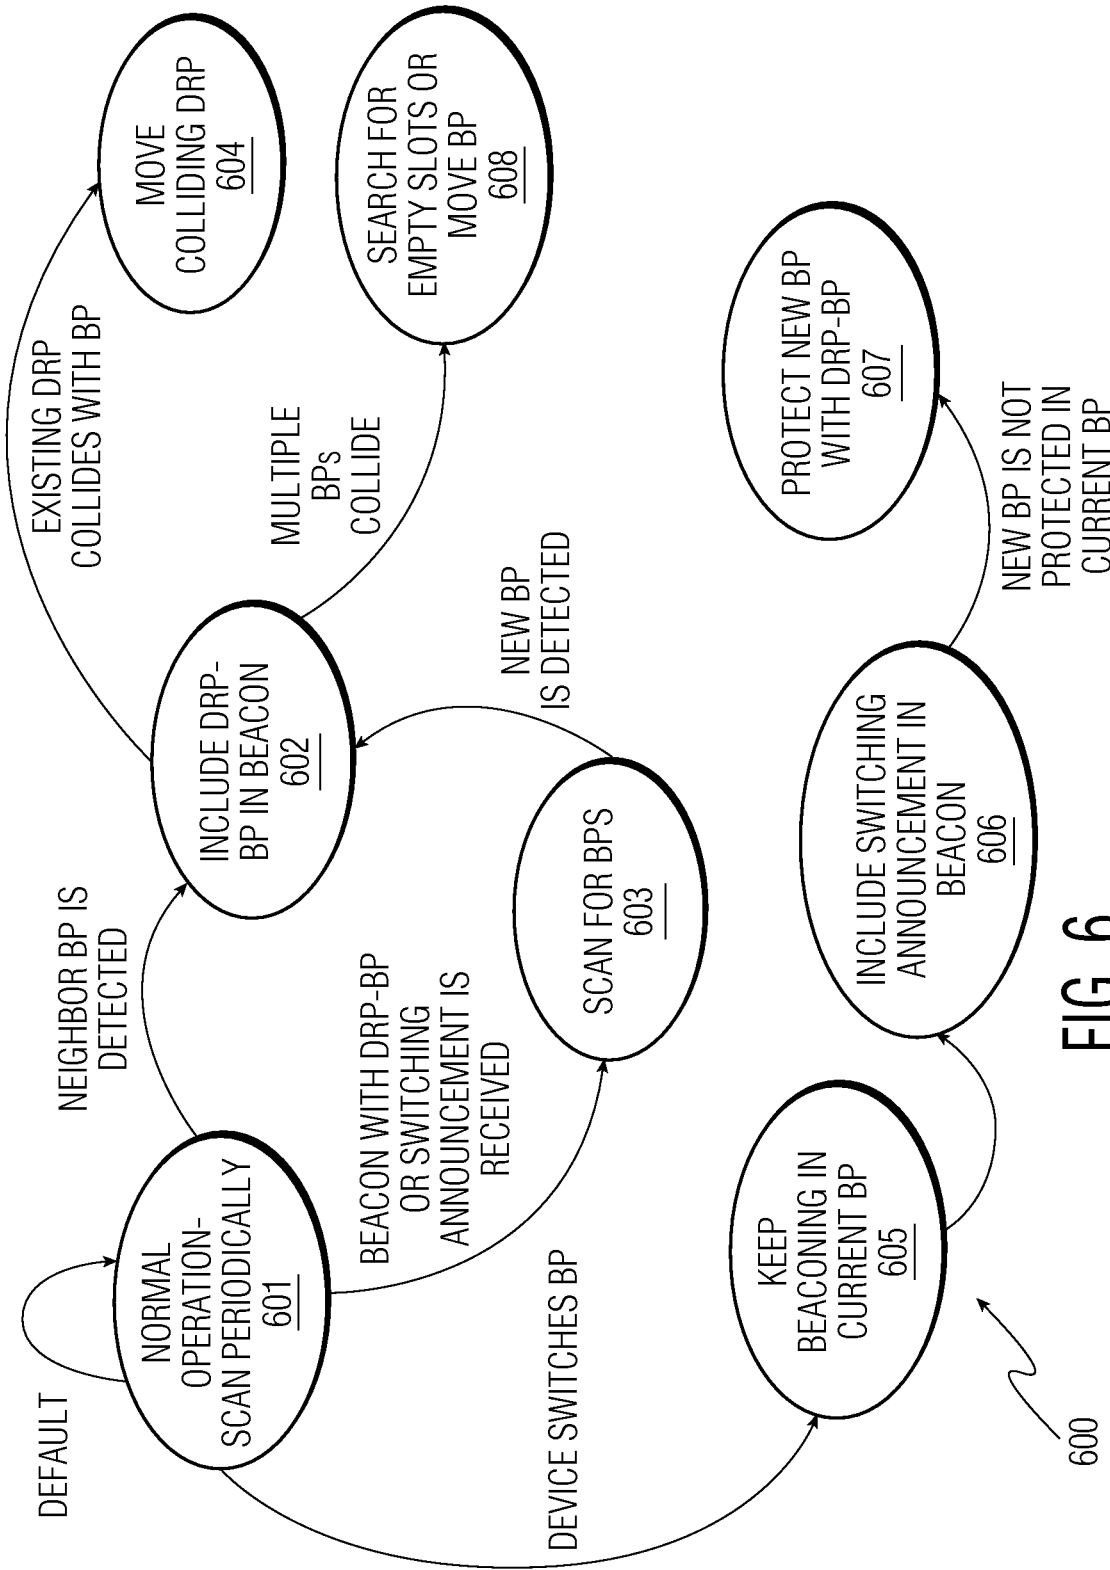 DEFAULT
NORMAL
OPERATION-
SCAN PERIODICALLY
601
NEIGHBOR BP IS
DETECTED
INCLUDE DRP-
BP IN BEACON
602
EXISTING DRP
COLLIDES WITH BP
MOVE
COLLIDING DRP
604
MULTIPLE
BPs
COLLIDE
SEARCH FOR
EMPTY SLOTS OR
MOVE BP
608
BEACON WITH DRP-BP
OR SWITCHING
ANNOUNCEMENT IS
RECEIVED
SCAN FOR BPS
603
NEW BP
IS DETECTED
DEVICE SWITCHES BP
KEEP
BEACONING IN
CURRENT BP
605
INCLUDE SWITCHING
ANNOUNCEMENT IN
BEACON
606
NEW BP IS NOT
PROTECTED IN
CURRENT BP
PROTECT NEW BP
WITH DRP-BP
607
600
FIG. 6